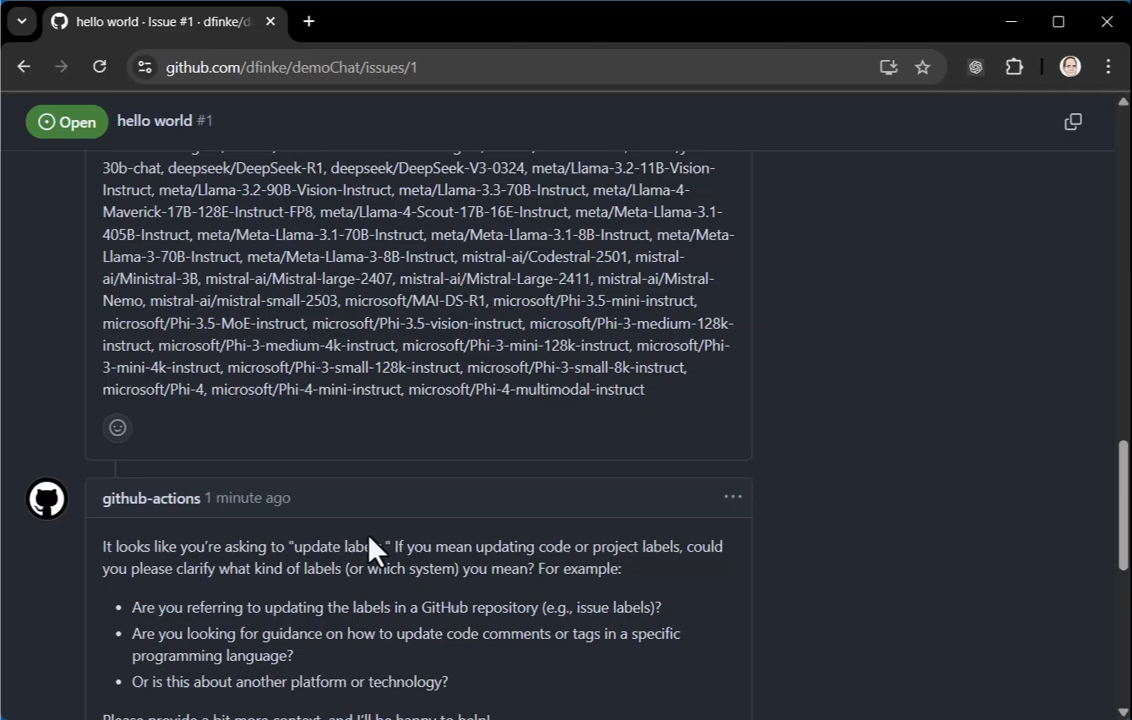 hello world · Issue #1 · dfinke/d
github.com/dfinke/demoChat/issues/1
Open hello world #1
30b-chat, deepseek/DeepSeek-R1, deepseek/DeepSeek-V3-0324, meta/Llama-3.2-11B-Vision-
Instruct, meta/Llama-3.2-90B-Vision-Instruct, meta/Llama-3.3-70B-Instruct, meta/Llama-4-
Maverick-17B-128E-Instruct-FP8, meta/Llama-4-Scout-17B-16E-Instruct, meta/Meta-Llama-3.1-
405B-Instruct, meta/Meta-Llama-3.1-70B-Instruct, meta/Meta-Llama-3.1-8B-Instruct, meta/Meta-
Llama-3-70B-Instruct, meta/Meta-Llama-3-8B-Instruct, mistral-ai/Codestral-2501, mistral-
ai/Ministral-3B, mistral-ai/Mistral-large-2407, mistral-ai/Mistral-Large-2411, mistral-ai/Mistral-
Nemo, mistral-ai/mistral-small-2503, microsoft/MAI-DS-R1, microsoft/Phi-3.5-mini-instruct,
microsoft/Phi-3.5-MoE-instruct, microsoft/Phi-3.5-vision-instruct, microsoft/Phi-3-medium-128k-
instruct, microsoft/Phi-3-medium-4k-instruct, microsoft/Phi-3-mini-128k-instruct, microsoft/Phi-
3-mini-4k-instruct, microsoft/Phi-3-small-128k-instruct, microsoft/Phi-3-small-8k-instruct,
microsoft/Phi-4, microsoft/Phi-4-mini-instruct, microsoft/Phi-4-multimodal-instruct
github-actions 1 minute ago
It looks like you're asking to "update labels." If you mean updating code or project labels, could
you please clarify what kind of labels (or which system) you mean? For example:
• Are you referring to updating the labels in a GitHub repository (e.g., issue labels)?
• Are you looking for guidance on how to update code comments or tags in a specific
programming language?
• Or is this about another platform or technology?
Please provide a bit more context, and I'll be happy to help!